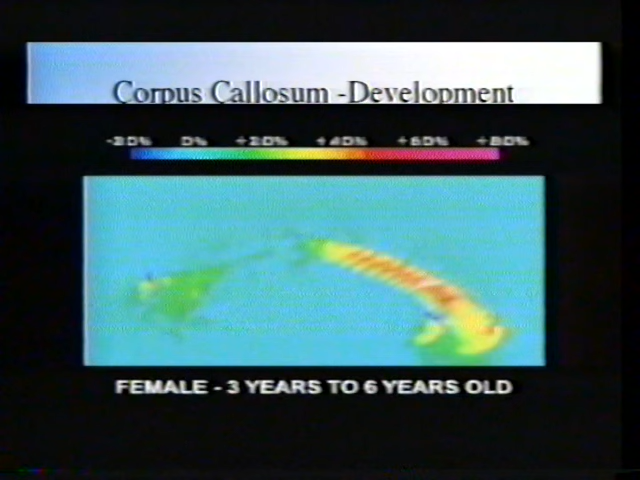 Corpus Callosum -Development
-20% 0% +20% +40% +60% +80%
FEMALE - 3 YEARS TO 6 YEARS OLD